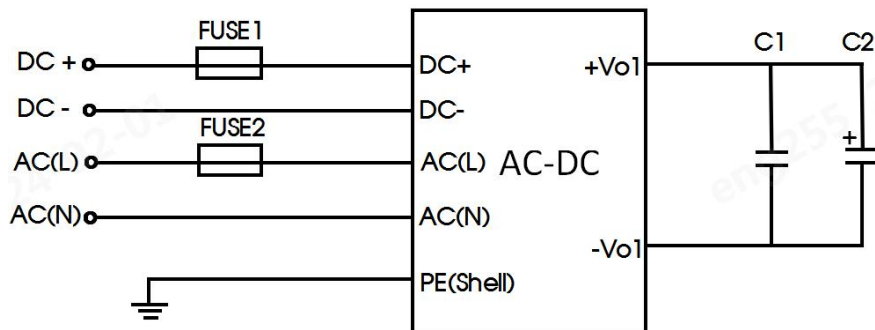 FUSE1
C1
C2
DC +
DC+
+Vo1
DC -
DC-
FUSE2
+
AC(L)
AC(L)
AC-DC
AC(N)
AC(N)
-Vo1
PE(Shell)